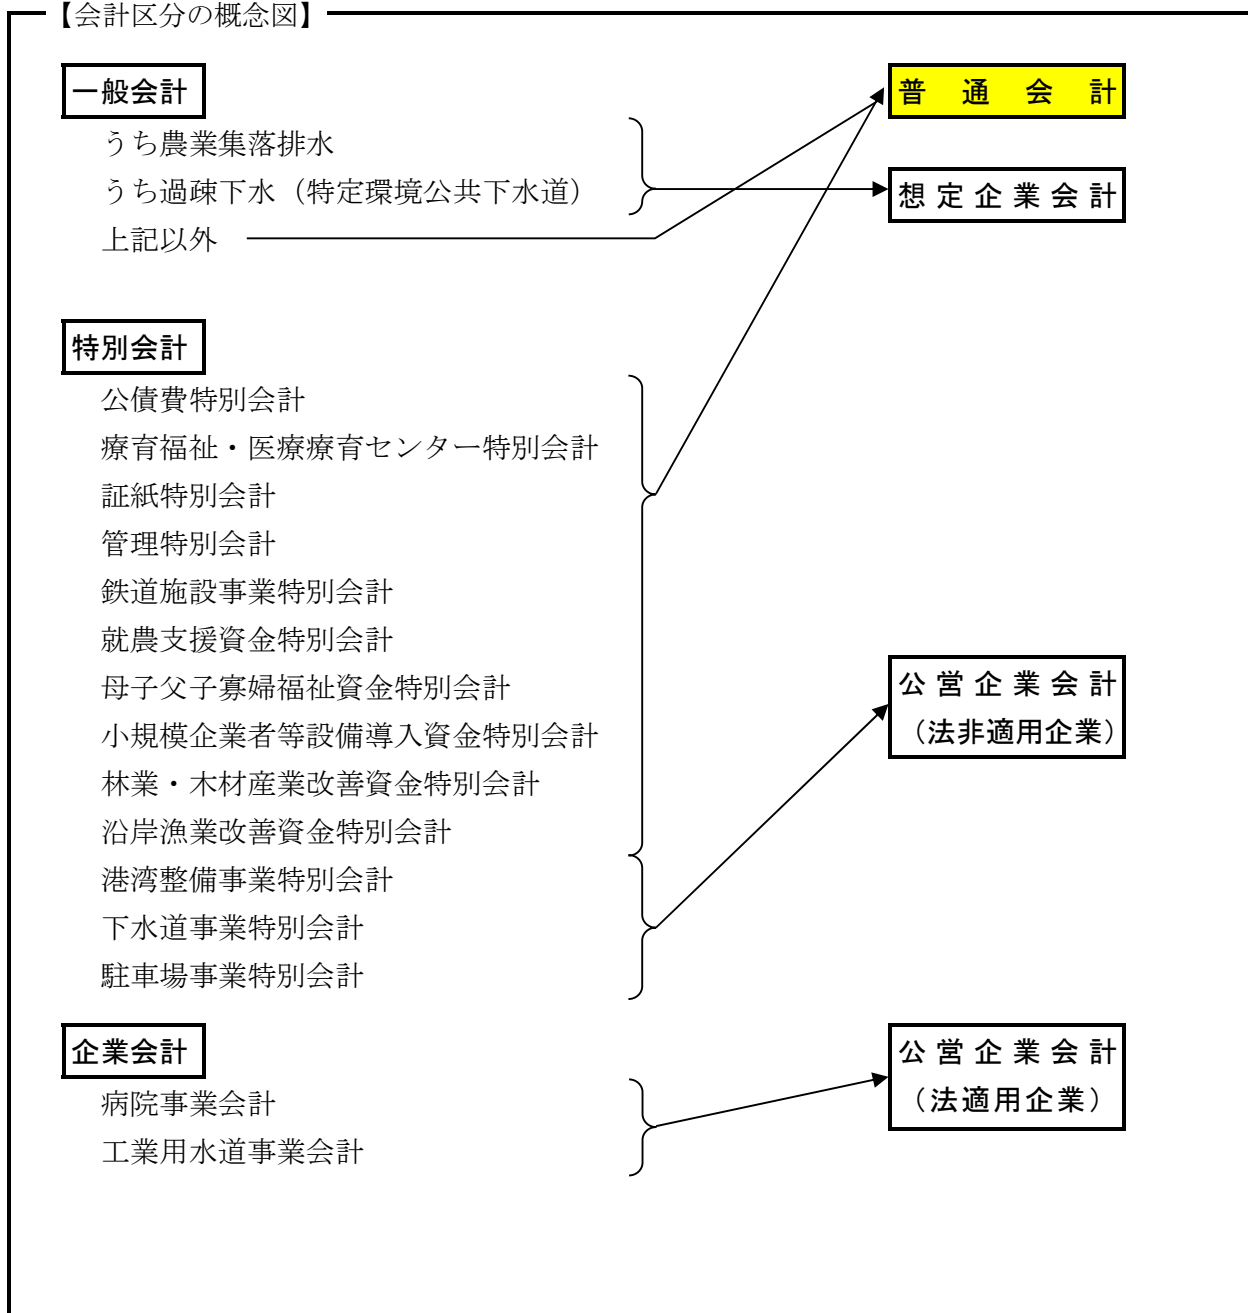 【会計区分の概念図】
一般会計
うち農業集落排水
うち過疎下水（特定環境公共下水道）
上記以外
普通会計
想定企業会計
特別会計
公債費特別会計
療育福祉・医療療育センター特別会計
証紙特別会計
管理特別会計
鉄道施設事業特別会計
就農支援資金特別会計
母子父子寡婦福祉資金特別会計
小規模企業者等設備導入資金特別会計
林業・木材産業改善資金特別会計
沿岸漁業改善資金特別会計
港湾整備事業特別会計
下水道事業特別会計
駐車場事業特別会計
公営企業会計
（法非適用企業）
企業会計
病院事業会計
工業用水道事業会計
公営企業会計
（法適用企業）